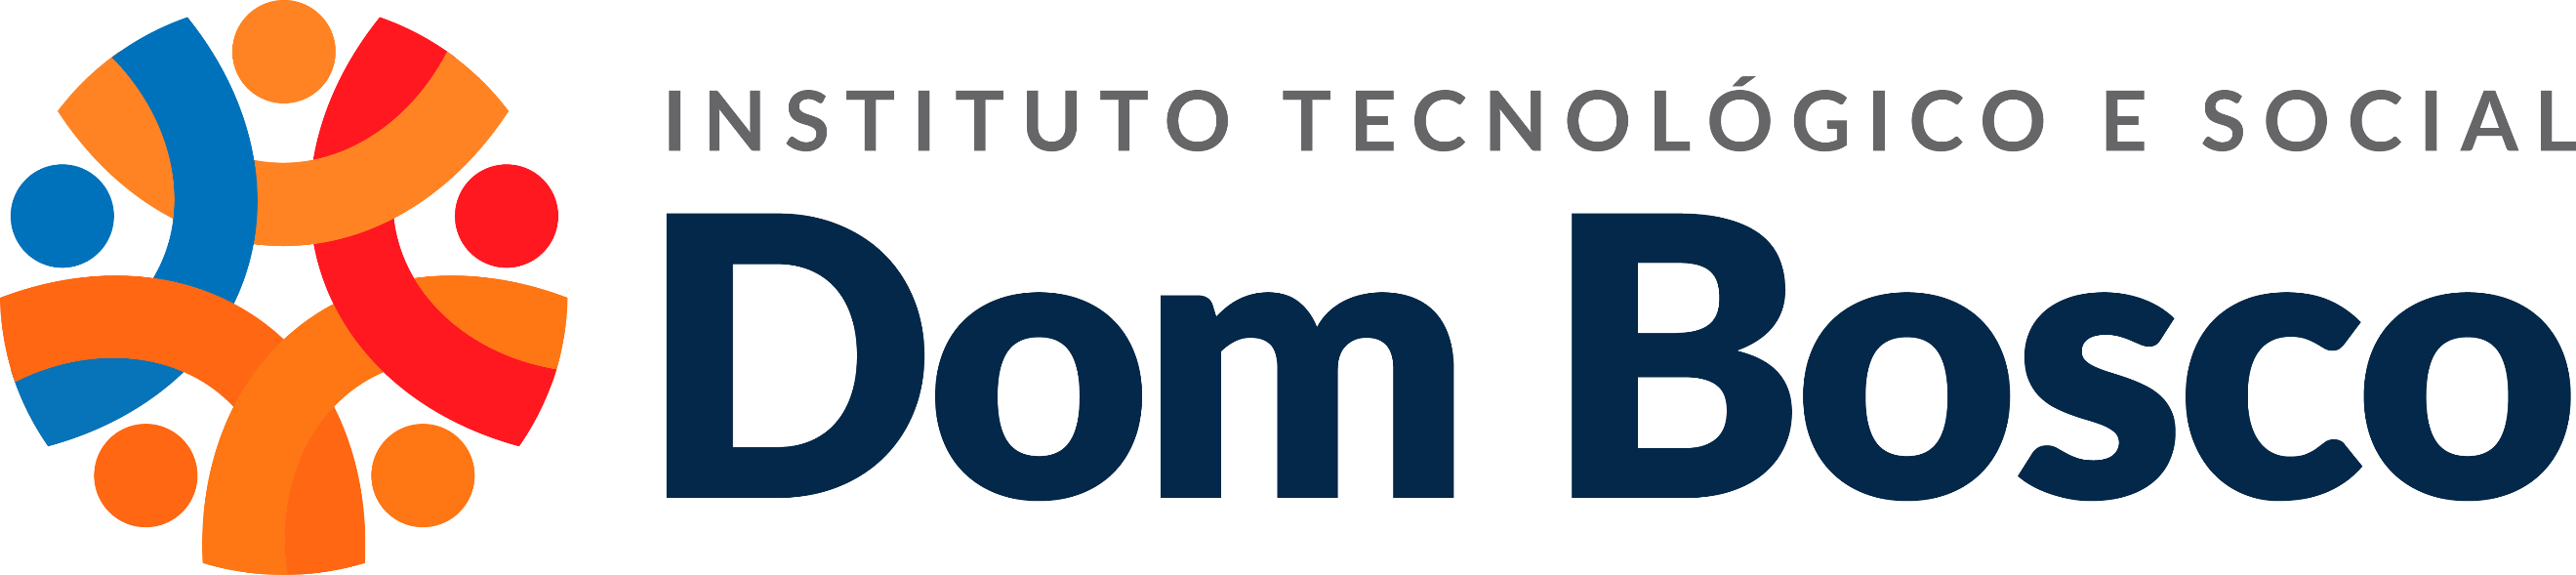 INSTITUTO TECNOLÓGICO E SOCIAL
Dom Bosco